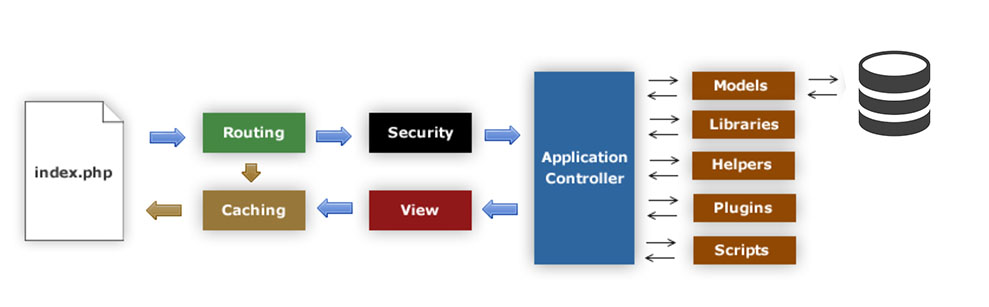 index.php
Routing
Security
Caching
View
Application
Controller
Models
Libraries
Helpers
Plugins
Scripts